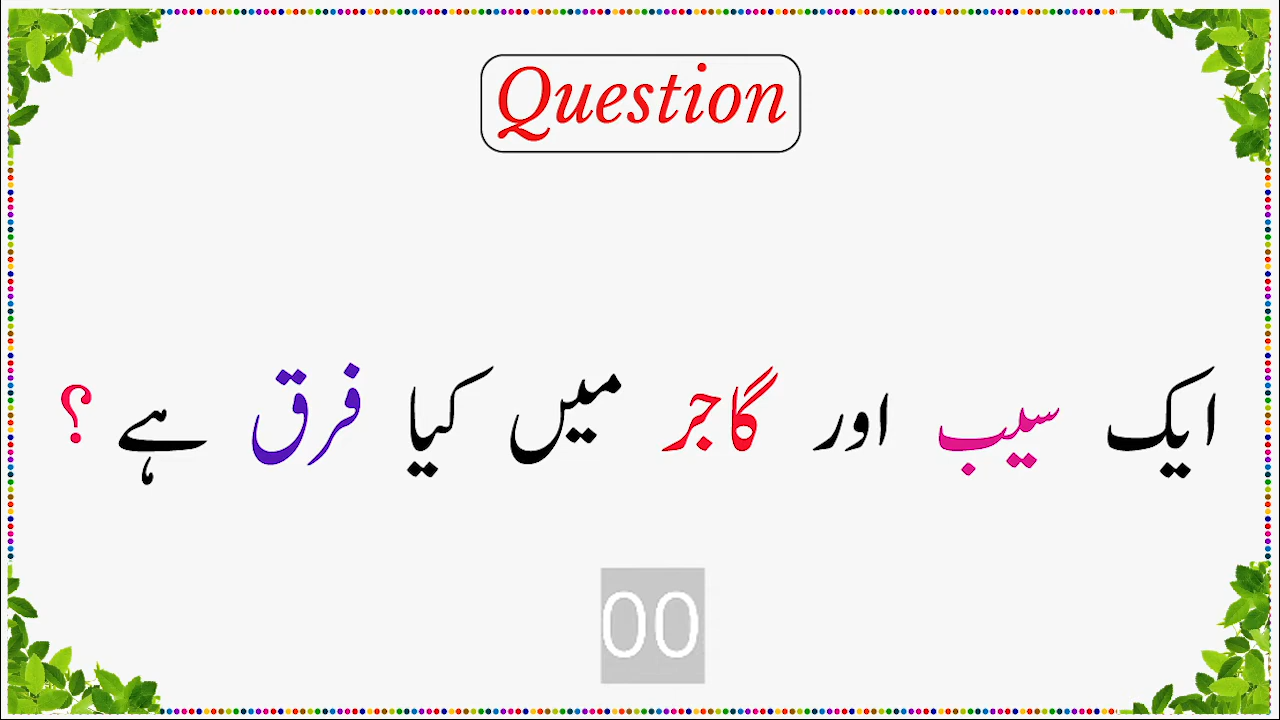 Question
ایک سیب اور گاجر میں کیا فرق ہے ؟
00